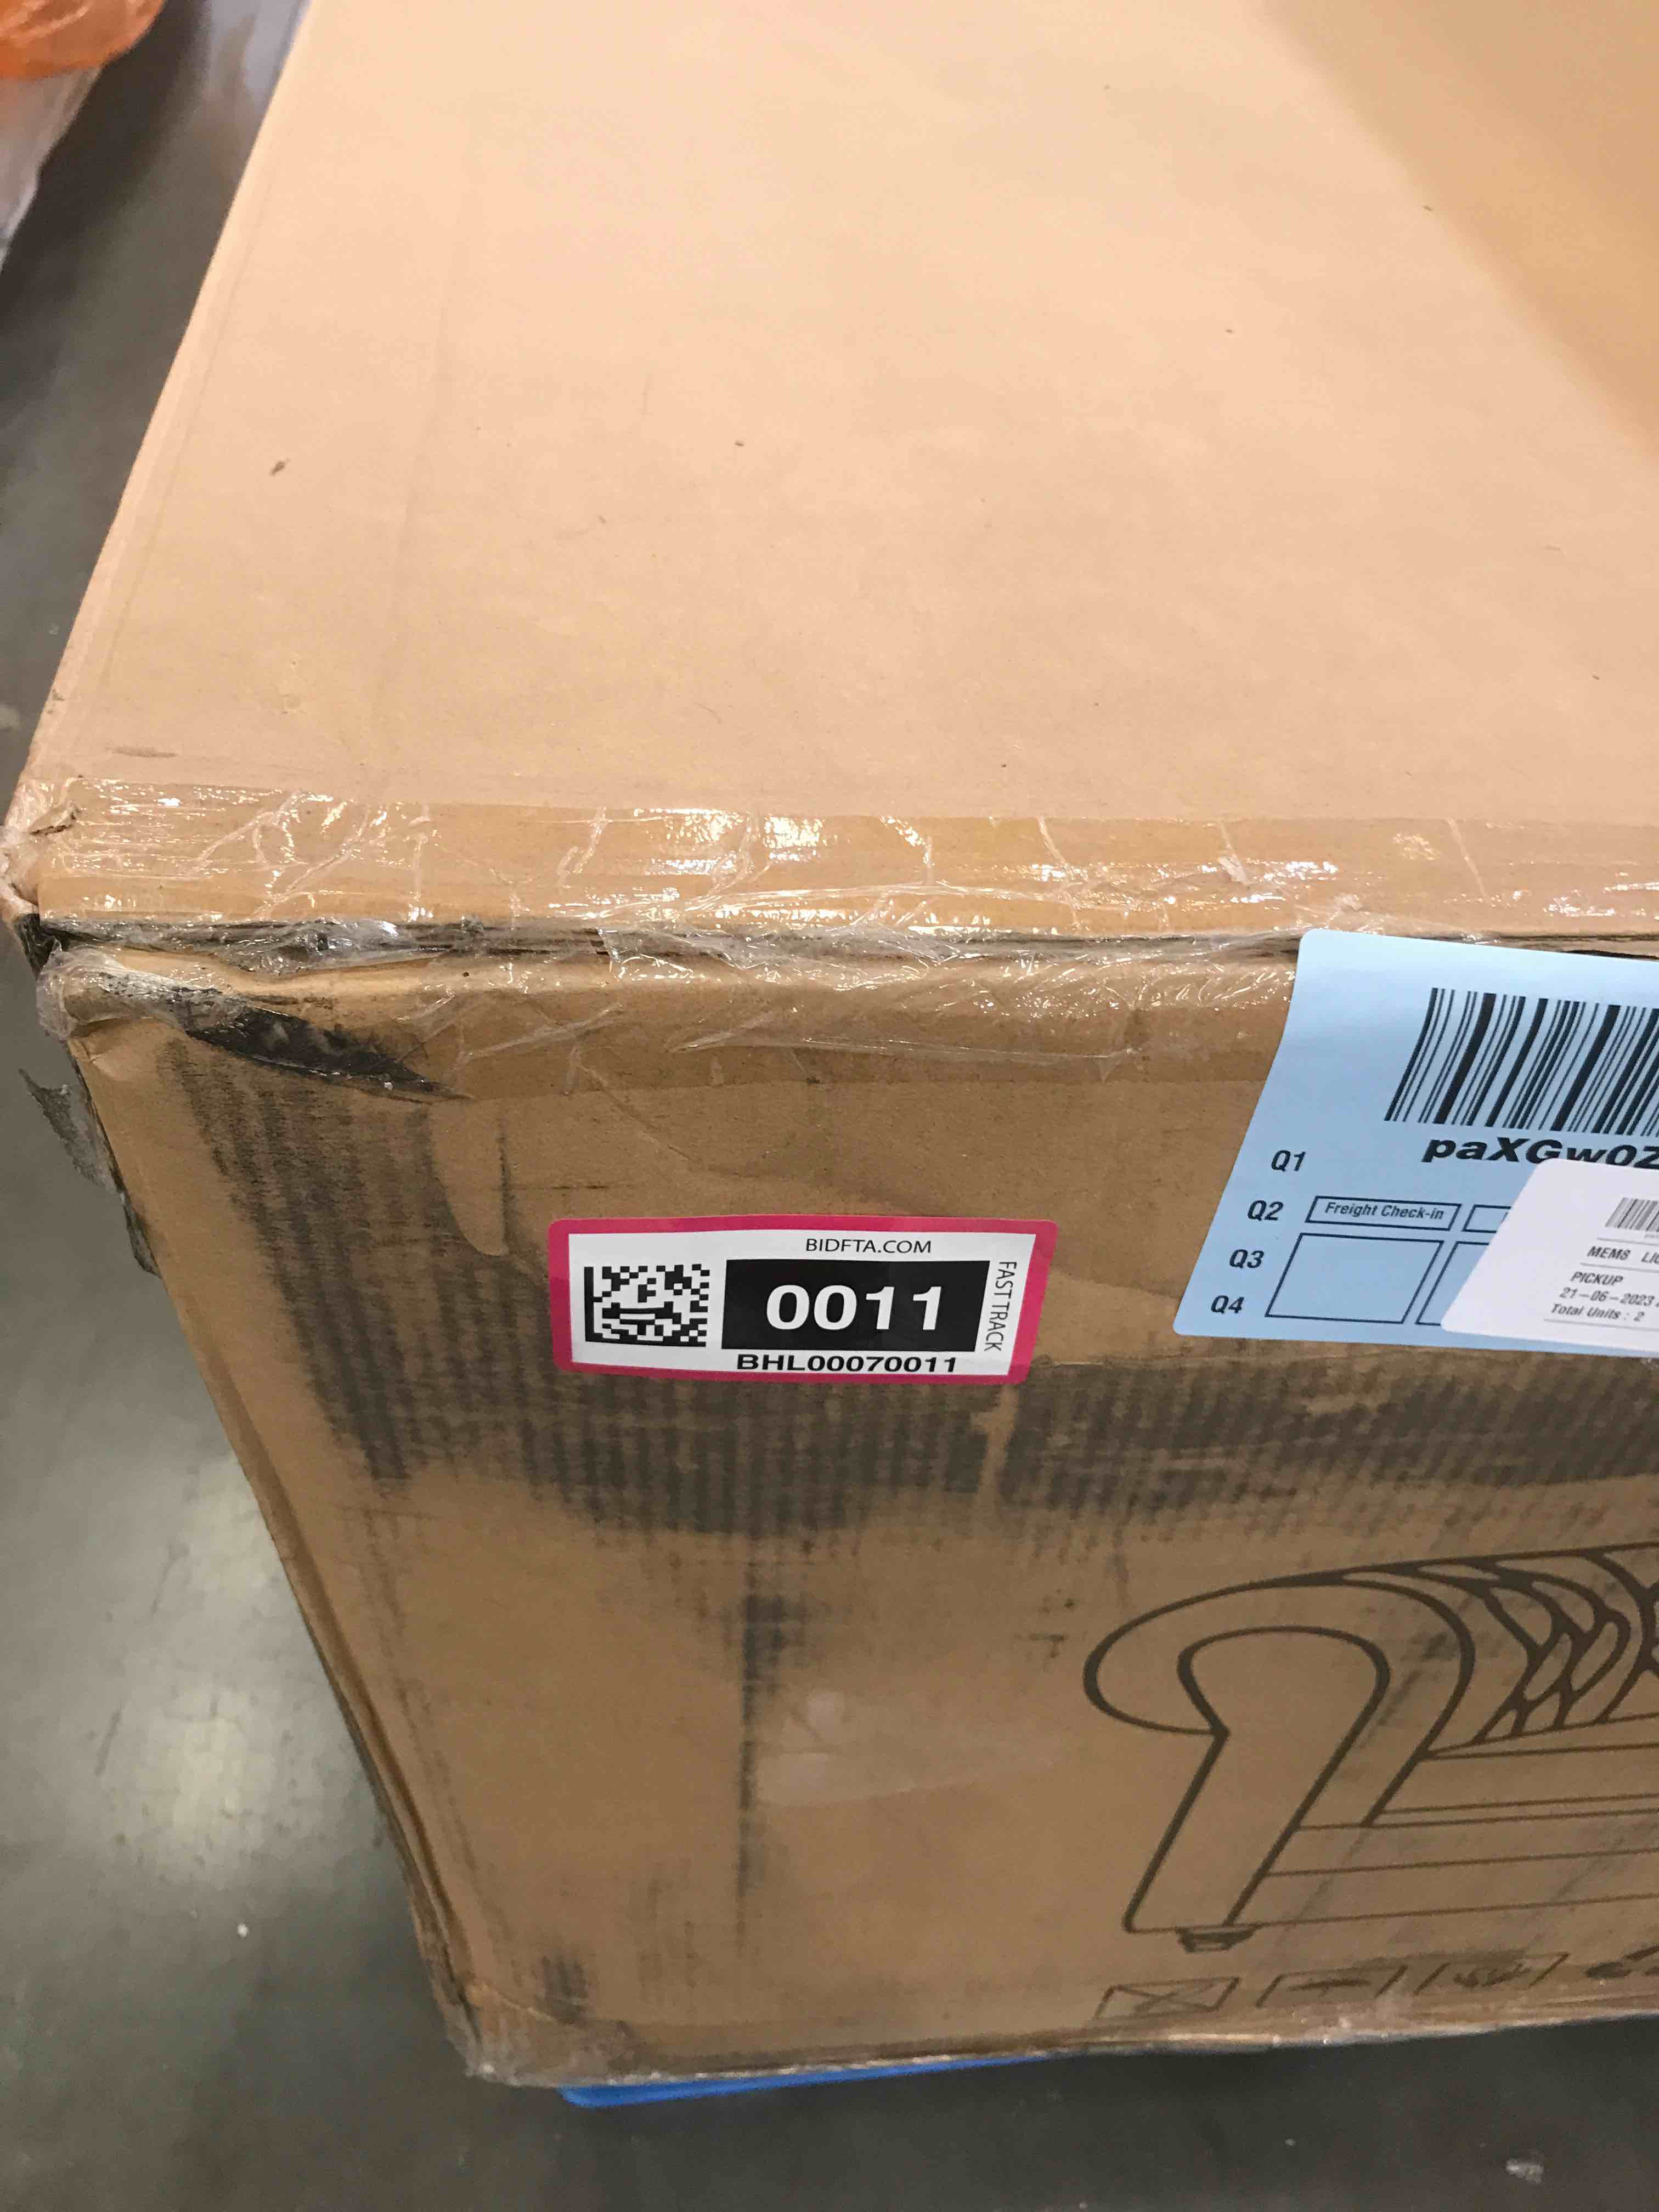 BIDFTA.COM
0011
FAST TRACK
BHL00070011
Q1
Q2 Freight Check-in
Q3
Q4
MEM8
PICKUP
21-06-2023
Total Units : 2